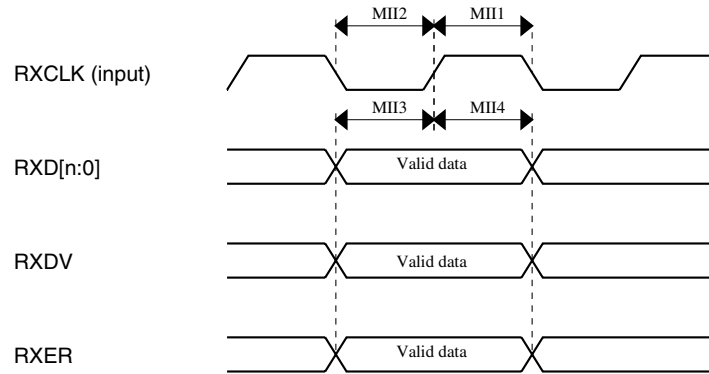 MII2 MII1
RXCLK (input)
MII3 MII4
RXD[n:0] Valid data
RXDV Valid data
RXER Valid data